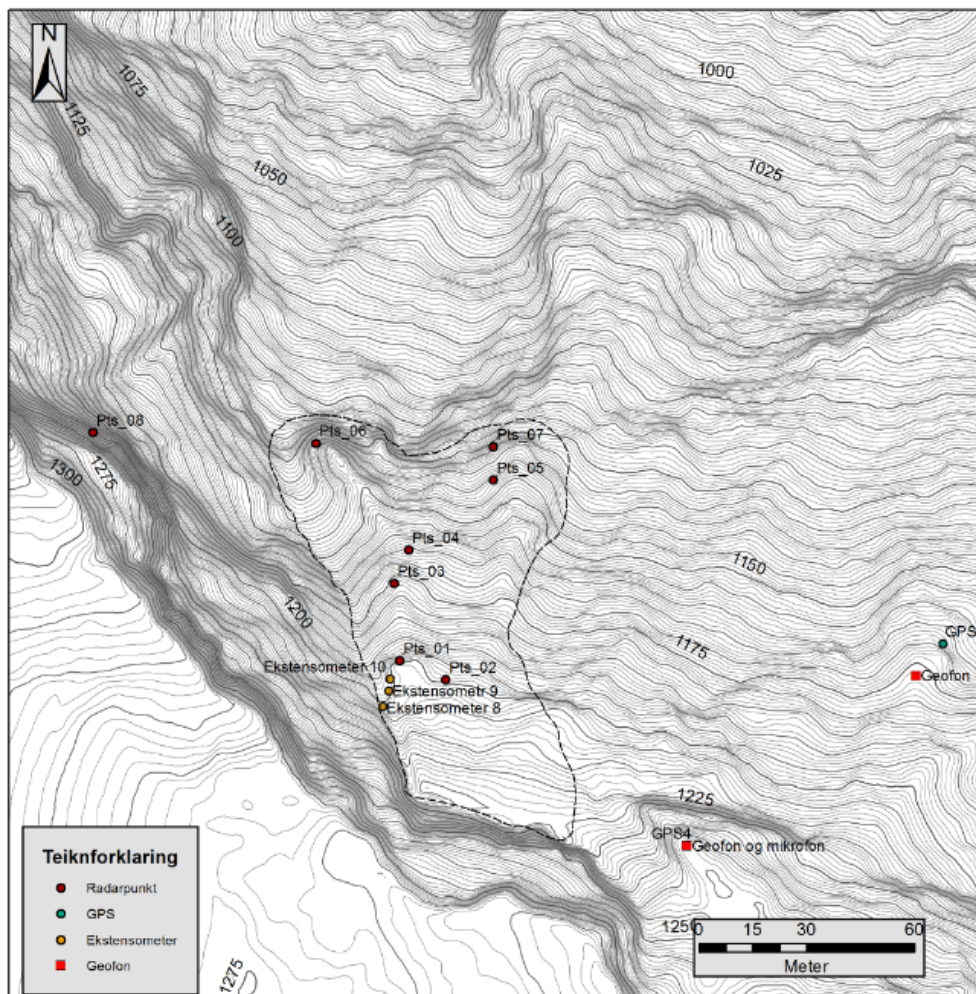 N
1000
1075
1125
1025
1050
1100
Pts_08
Pts_06
Pts_07
1275
1300
Pts_05
Pts_04
1150
Pts_03
1200
GPS
1175
Pts_01
Ekstensometer 10
Pts_02
Geofon
Ekstensometr 9
Ekstensometer 8
1225
GPS4
Geofon og mikrofon
1250
1275
Teiknforklaring
Radarpunkt
GPS
Ekstensometer
Geofon
0 15 30 60
Meter